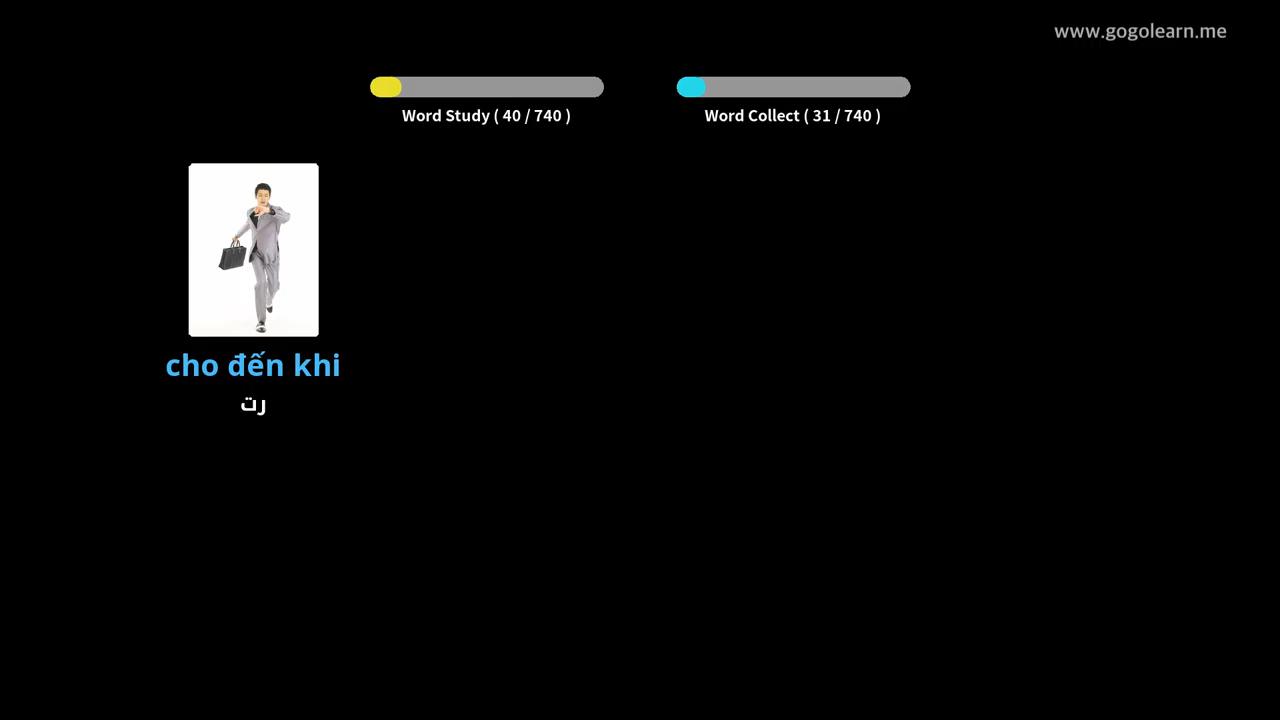 www.gogolearn.me
Word Study ( 40 / 740 )
Word Collect ( 31 / 740 )
cho đến khi
رت